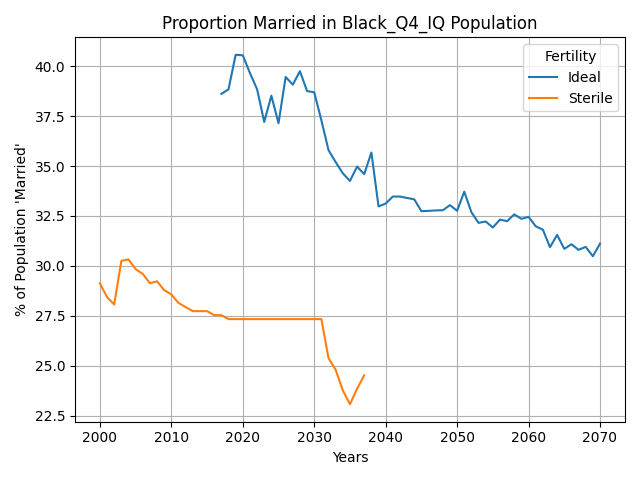 Proportion Married in Black_Q4_IQ Population
% of Population 'Married'
40.0
37.5
35.0
32.5
30.0
27.5
25.0
22.5
Fertility
Ideal
Sterile
2000 2010 2020 2030 2040 2050 2060 2070
Years